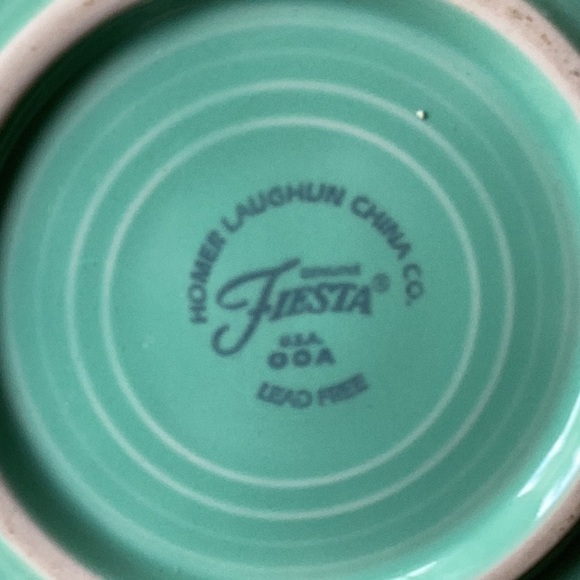 HOMER LAUGHLIN CHINA CO.
GENUINE
FIESTA®
U.S.A.
OOA
LEAD FREE